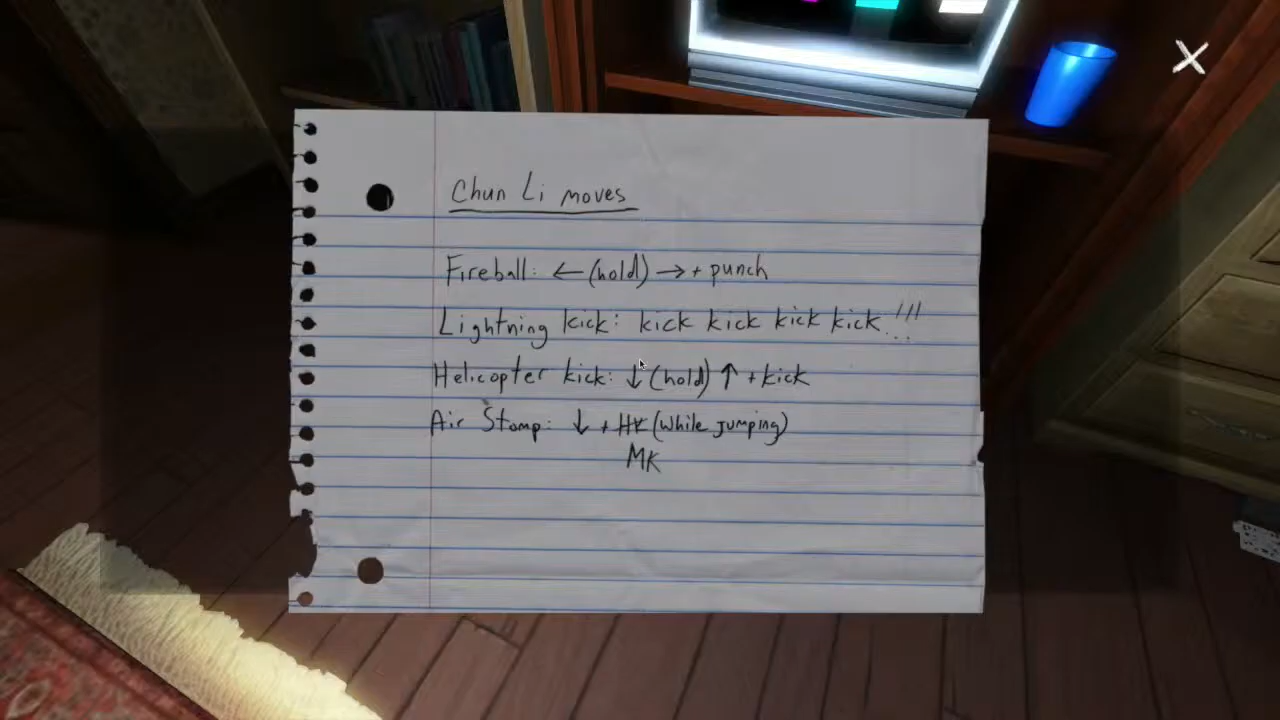 Chun Li moves
Fireball: ← (hold) → + punch
Lightning kick: kick kick kick kick!!!
Helicopter kick: ↓ (hold) ↑ + kick
Air Stomp: ↓ + HK (while jumping)
MK